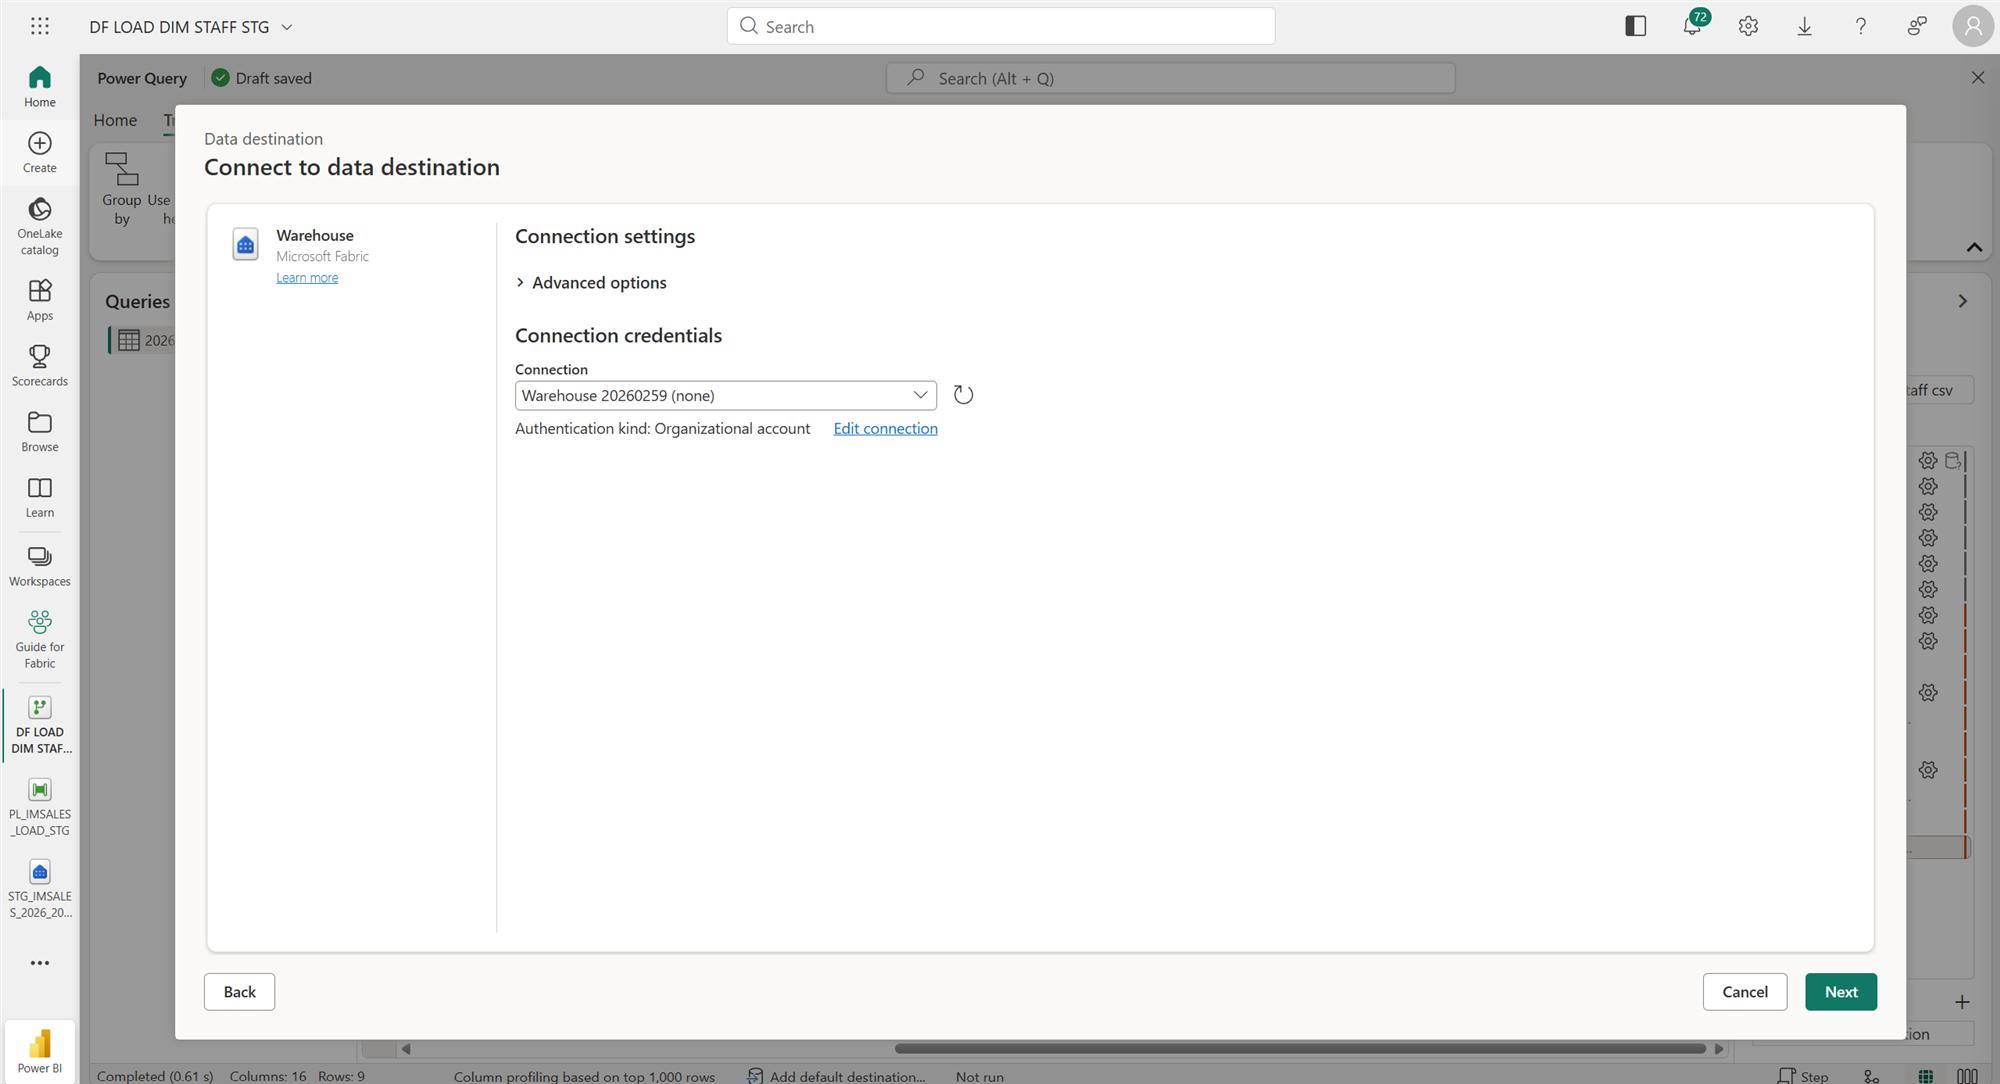 DF LOAD DIM STAFF STG
Search
72
Power Query
Draft saved
Search (Alt + Q)
Home
Create
OneLake
catalog
Apps
Scorecards
Browse
Learn
Workspaces
Guide for
Fabric
DF LOAD
DIM STAF...
PL_IMSALES
_LOAD_STG
STG_IMSALE
S_2026_20...
Power BI
Home
Group
by
Use
Queries
2026
Data destination
Connect to data destination
Warehouse
Microsoft Fabric
Learn more
Connection settings
Advanced options
Connection credentials
Connection
Warehouse 20260259 (none)
Authentication kind: Organizational account
Edit connection
Back
Cancel
Next
csv
Completed (0.61 s)
Columns: 16
Rows: 9
Column profiling based on top 1,000 rows
Add default destination...
Not run
Step